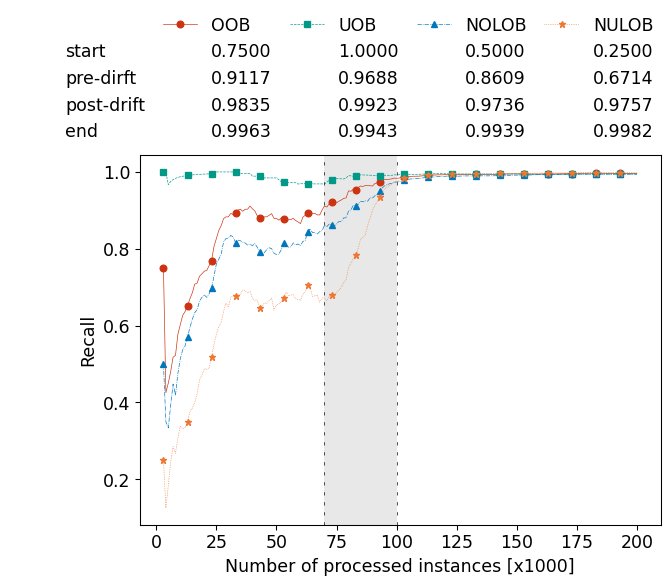 OOB UOB NOLOB NULOB
start 0.7500 1.0000 0.5000 0.2500
pre-dirft 0.9117 0.9688 0.8609 0.6714
post-drift 0.9835 0.9923 0.9736 0.9757
end 0.9963 0.9943 0.9939 0.9982
1.0
0.8
0.6
0.4
0.2
Recall
0 25 50 75 100 125 150 175 200
Number of processed instances [x1000]